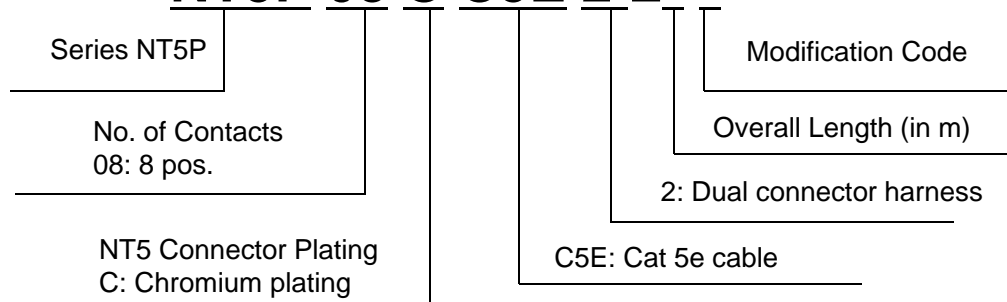 Series NT5P
Modification Code
No. of Contacts
08: 8 pos.
Overall Length (in m)
2: Dual connector harness
NT5 Connector Plating
C: Chromium plating
C5E: Cat 5e cable